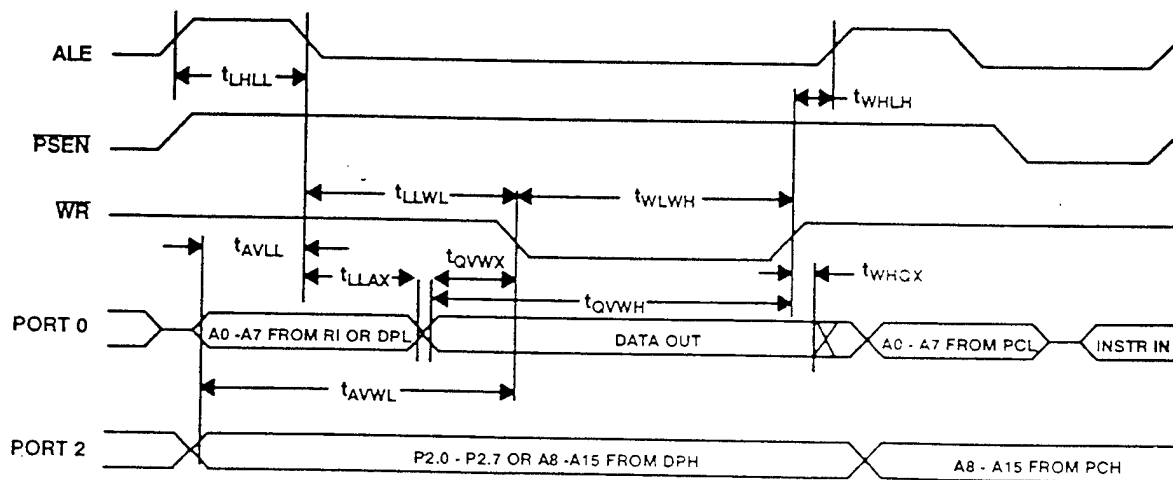 ALE
tLHLL
tWHLH
PSEN
tLLWL
tWLWH
WR
tAVLL
tLLAX
tQVWX
tWHQX
tQVWH
PORT 0
A0 -A7 FROM RI OR DPL
DATA OUT
A0 - A7 FROM PCL
INSTR IN
tAVWL
PORT 2
P2.0 - P2.7 OR A8 -A15 FROM DPH
A8 - A15 FROM PCH